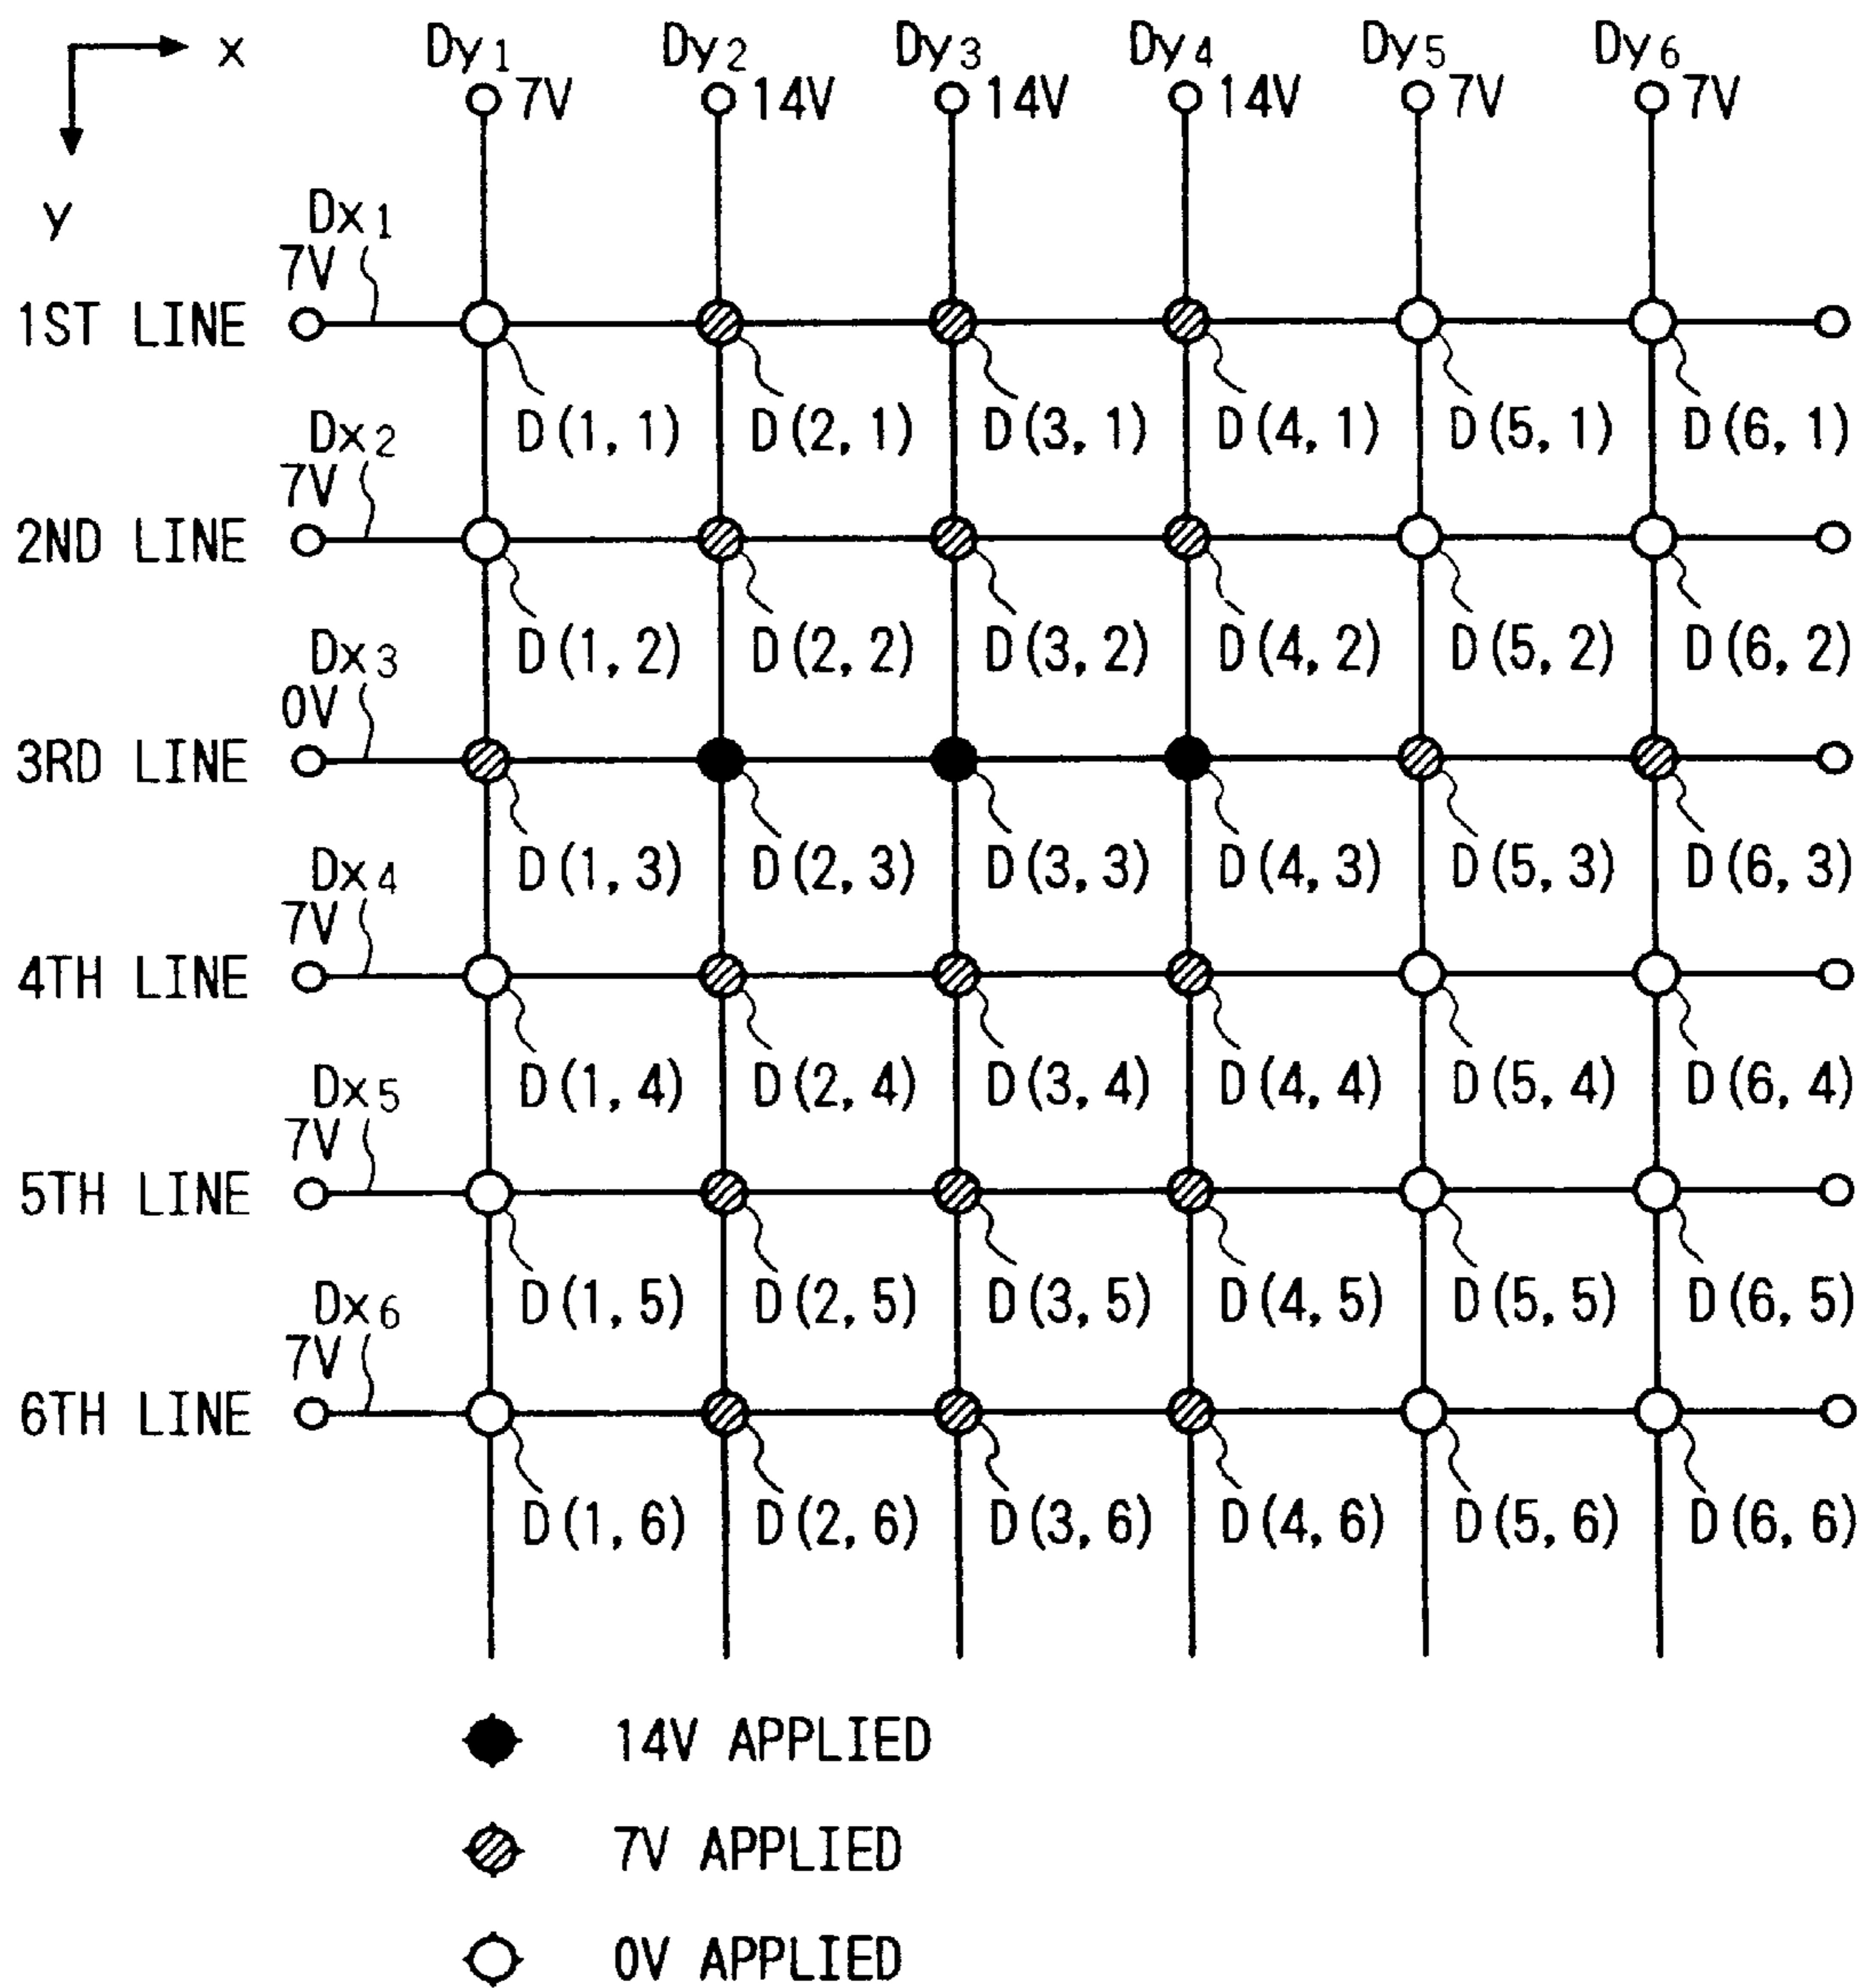 x Dy1 Dy2 Dy3 Dy4 Dy5 Dy6
7V 14V 14V 14V 7V 7V
y
Dx1
7V
1ST LINE
D(1, 1) D(2, 1) D(3, 1) D(4, 1) D(5, 1) D(6, 1)
Dx2
7V
2ND LINE
D(1, 2) D(2, 2) D(3, 2) D(4, 2) D(5, 2) D(6, 2)
Dx3
0V
3RD LINE
D(1, 3) D(2, 3) D(3, 3) D(4, 3) D(5, 3) D(6, 3)
Dx4
7V
4TH LINE
D(1, 4) D(2, 4) D(3, 4) D(4, 4) D(5, 4) D(6, 4)
Dx5
7V
5TH LINE
D(1, 5) D(2, 5) D(3, 5) D(4, 5) D(5, 5) D(6, 5)
Dx6
7V
6TH LINE
D(1, 6) D(2, 6) D(3, 6) D(4, 6) D(5, 6) D(6, 6)
14V APPLIED
7V APPLIED
0V APPLIED